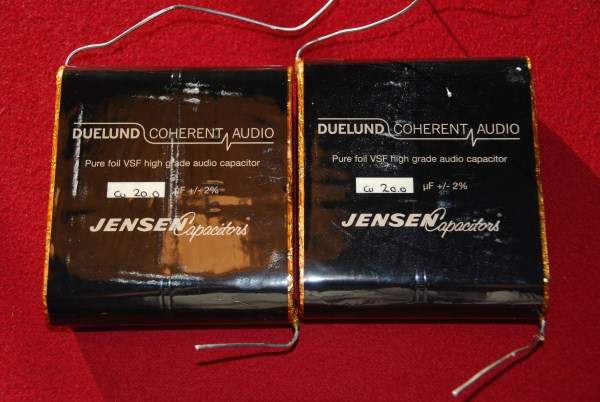 DUELUND COHERENT AUDIO
Pure foil VSF high grade audio capacitor
Cu 20.0 µF +/- 2%
JENSEN Capacitors
DUELUND COHERENT AUDIO
Pure foil VSF high grade audio capacitor
Cu 20.0 µF +/- 2%
JENSEN Capacitors